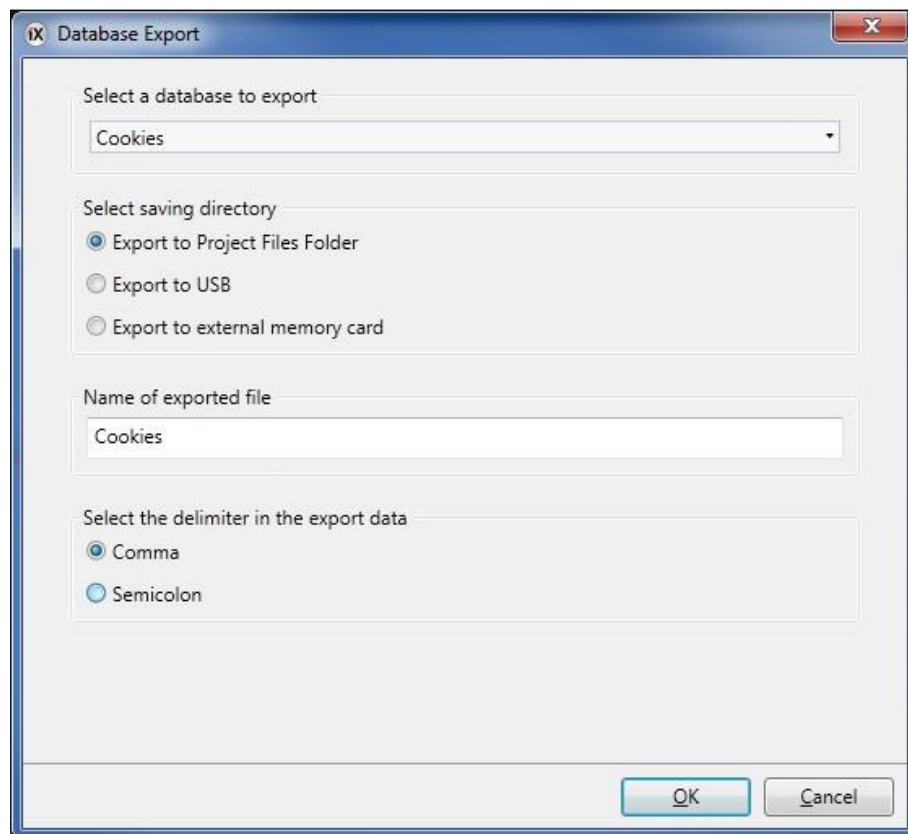 iX Database Export
X
Select a database to export
Cookies
Select saving directory
Export to Project Files Folder
Export to USB
Export to external memory card
Name of exported file
Cookies
Select the delimiter in the export data
Comma
Semicolon
OK Cancel